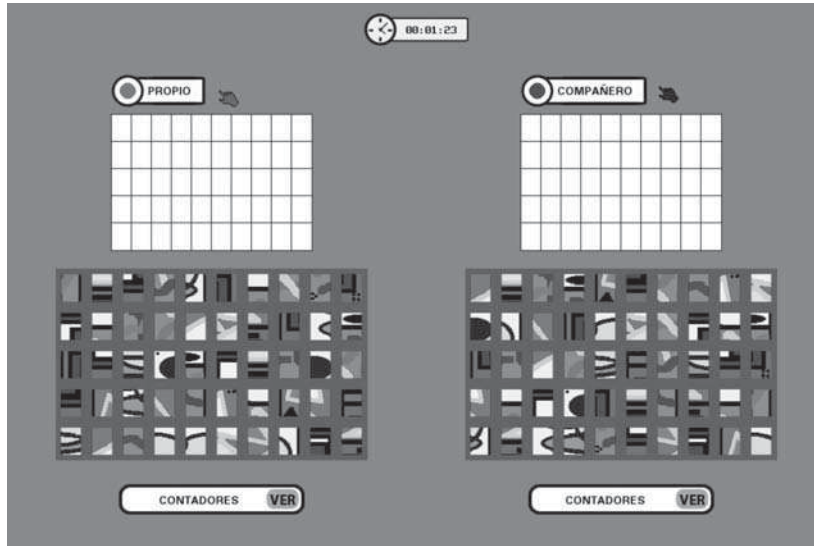 00:01:23
PROPIO
COMPAÑERO
CONTADORES VER
CONTADORES VER